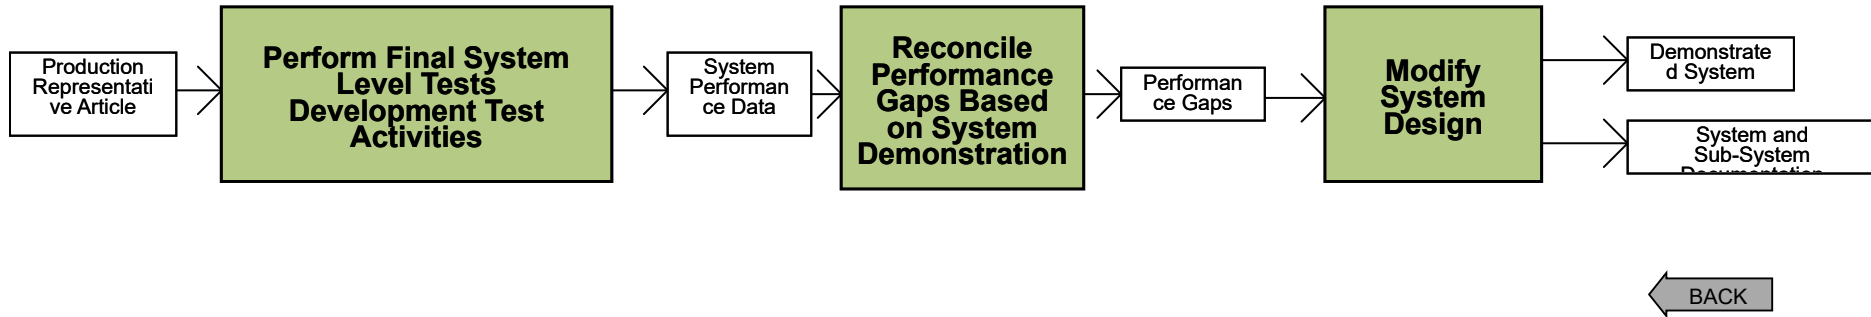 Production
Representati
ve Article
Perform Final System
Level Tests
Development Test
Activities
System
Performan
ce Data
Reconcile
Performance
Gaps Based
on System
Demonstration
Performan
ce Gaps
Modify
System
Design
Demonstrate
d System
System and
Sub-System
Documentation
BACK